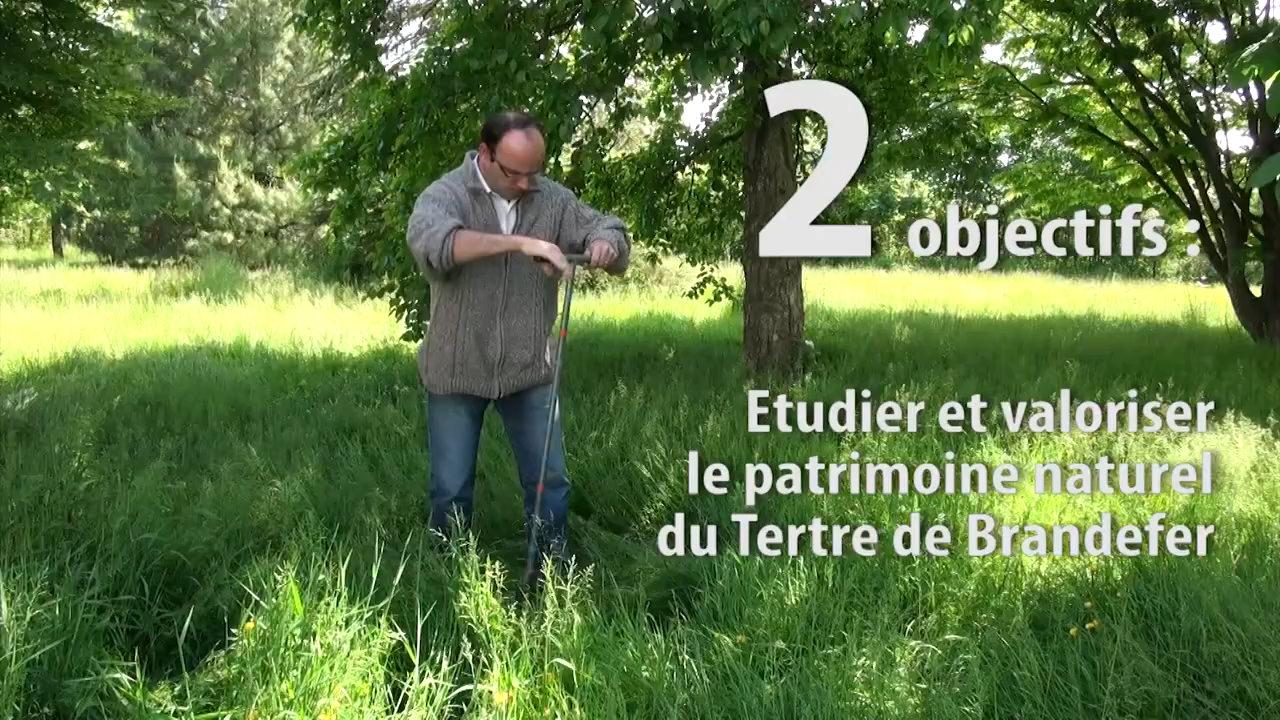 2 objectifs :
Etudier et valoriser
le patrimoine naturel
du Tertre de Brandefer